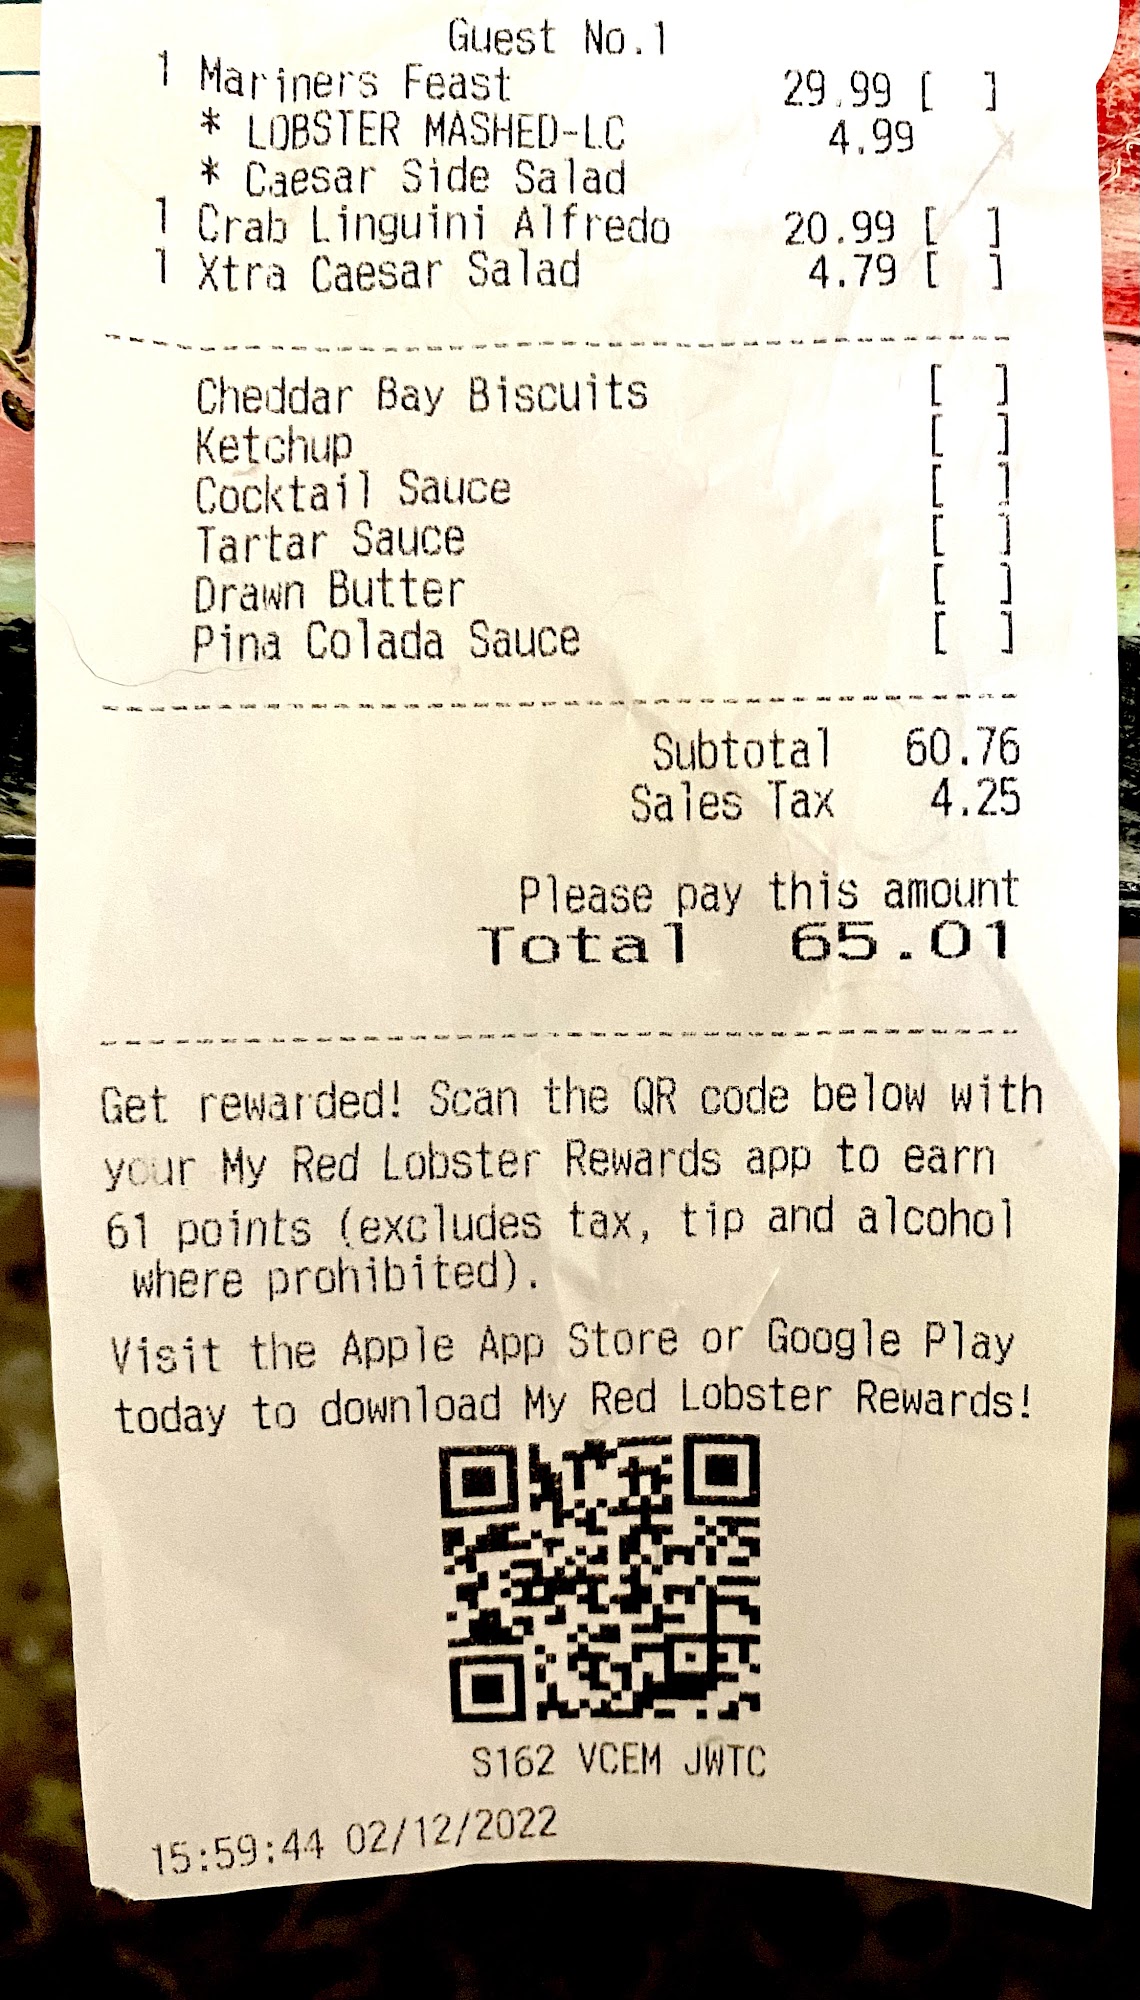 Guest No.1
1 Mariners Feast 29.99 [ ]
* LOBSTER MASHED-LC 4.99
* Caesar Side Salad
1 Crab Linguini Alfredo 20.99 [ ]
1 Xtra Caesar Salad 4.79 [ ]
Cheddar Bay Biscuits [ ]
Ketchup [ ]
Cocktail Sauce [ ]
Tartar Sauce [ ]
Drawn Butter [ ]
Pina Colada Sauce [ ]
Subtotal 60.76
Sales Tax 4.25
Please pay this amount
Total 65.01
Get rewarded! Scan the QR code below with
your My Red Lobster Rewards app to earn
61 points (excludes tax, tip and alcohol
where prohibited).
Visit the Apple App Store or Google Play
today to download My Red Lobster Rewards!
S162 VCEM JWTC
15:59:44 02/12/2022